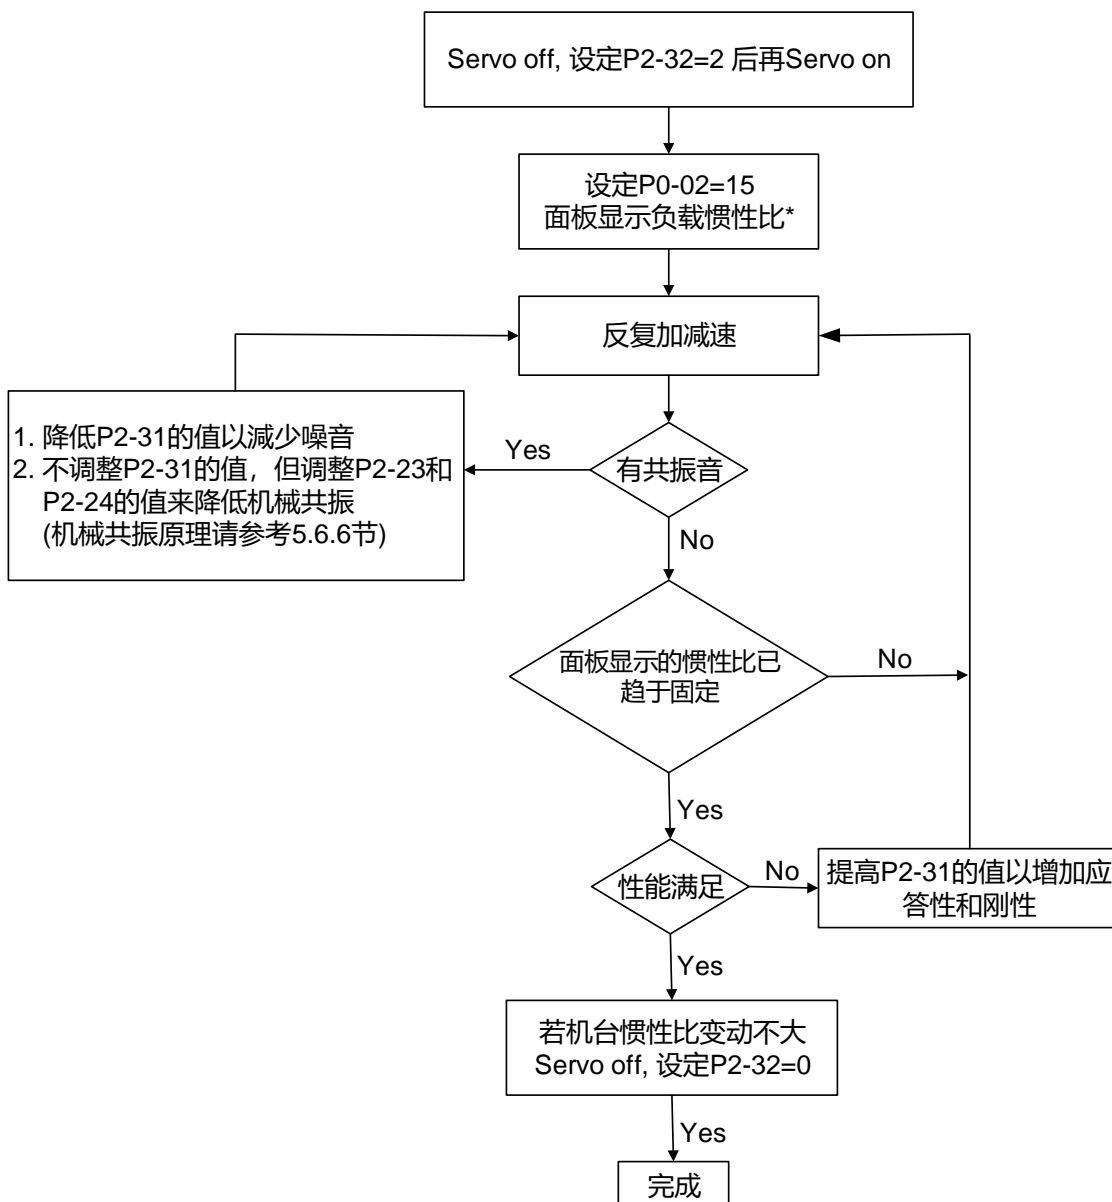 Servo off, 设定P2-32=2 后再Servo on
设定P0-02=15
面板显示负载惯性比*
反复加减速
1. 降低P2-31的值以減少噪音
2. 不调整P2-31的值，但调整P2-23和
P2-24的值来降低机械共振
(机械共振原理请参考5.6.6节)
Yes
有共振音
No
面板显示的惯性比已
趋于固定
No
Yes
性能满足
No
提高P2-31的值以增加应
答性和刚性
Yes
若机台惯性比变动不大
Servo off, 设定P2-32=0
Yes
完成